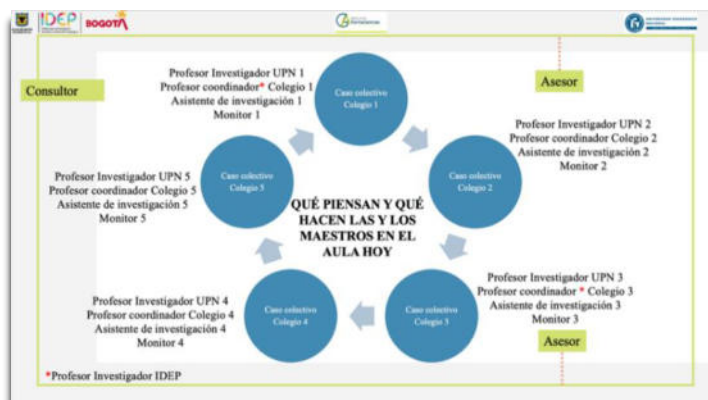 IDEP
BOGOTÁ
Consultor
Asesor
Profesor Investigador UPN 1
Profesor coordinador* Colegio 1
Asistente de investigación 1
Monitor 1
Caso colectivo
Colegio 1
Profesor Investigador UPN 2
Profesor coordinador Colegio 2
Asistente de investigación 2
Monitor 2
Caso colectivo
Colegio 2
Profesor Investigador UPN 5
Profesor coordinador Colegio 5
Asistente de investigación 5
Monitor 5
Caso colectivo
Colegio 5
QUÉ PIENSAN Y QUÉ
HACEN LAS Y LOS
MAESTROS EN EL
AULA HOY
Profesor Investigador UPN 3
Profesor coordinador * Colegio 3
Asistente de investigación 3
Monitor 3
Caso colectivo
Colegio 3
Profesor Investigador UPN 4
Profesor coordinador Colegio 4
Asistente de investigación 4
Monitor 4
Caso colectivo
Colegio 4
Asesor
*Profesor Investigador IDEP